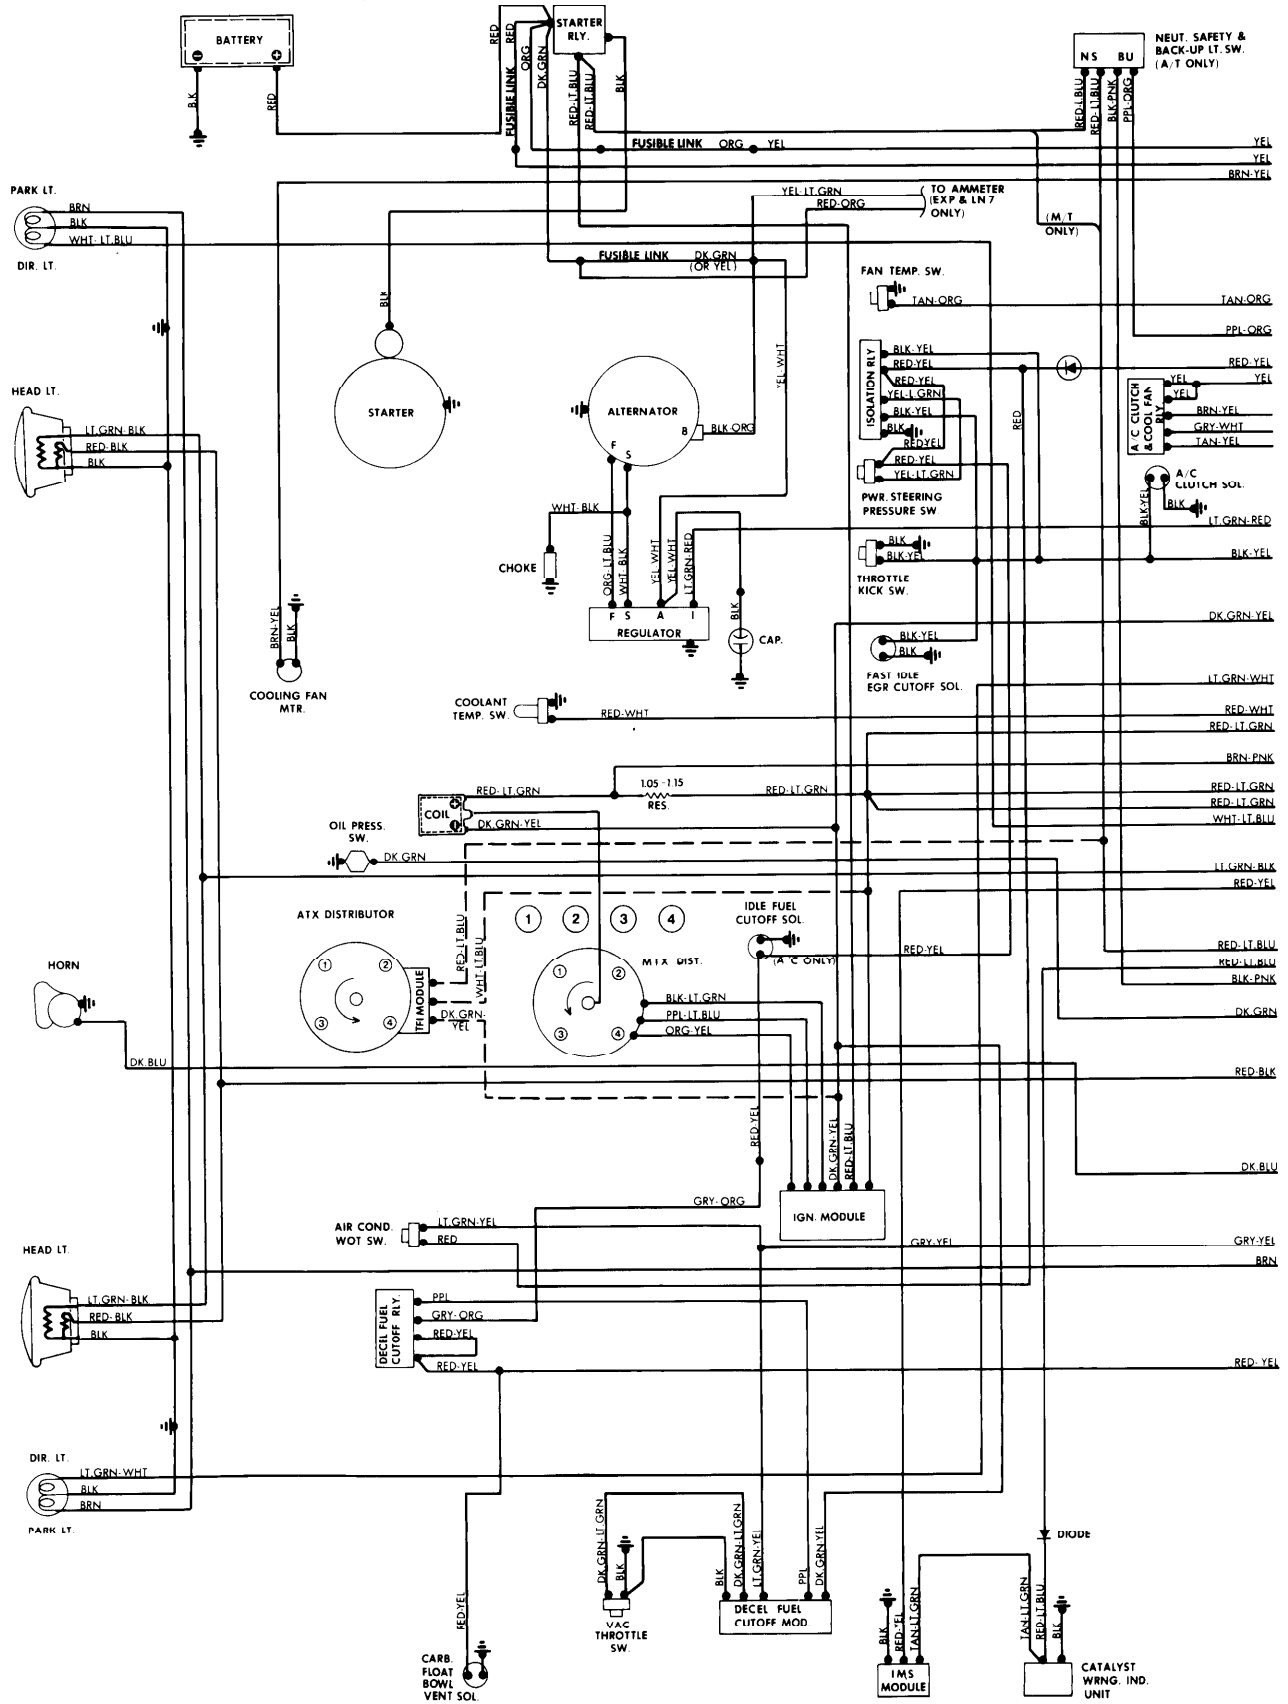 BATTERY
B.K
RED
RED
RED
FUSIBLE LINK
ORG
DK.GRN
STARTER
RLY.
RED-LT.BLU
RED-LT.BLU
BLK
NS BU
NEUT. SAFETY &
BACK-UP LT. SW.
(A/T ONLY)
RED-L.BLU
RED-LT.BLU
BLK-PNK
PPL-ORG
FUSIBLE LINK ORG YEL
YEL
YEL
BRN-YEL
PARK LT.
BRN
BLK
WHT-LT.BLU
DIR. LT.
YEL-LT.GRN
RED-ORG
TO AMMETER
(EXP & LN7
ONLY)
(M/T
ONLY)
FUSIBLE LINK DK.GRN
(OR YEL)
FAN TEMP. SW.
TAN-ORG
TAN-ORG
PPL-ORG
BLK
STARTER
ALTERNATOR
B
BLK-ORG
F
S
YEL-WHT
ISOLATION RLY
BLK-YEL
RED-YEL
RED-YEL
YEL-L.GRN
BLK-YEL
BLK
RED-YEL
RED-YEL
YEL-LT.GRN
PWR. STEERING
PRESSURE SW.
RED
RED-YEL
YEL
A/C CLUTCH
& COOL FAN
RLY
YEL
YEL
BRN-YEL
GRY-WHT
TAN-YEL
A/C
CLUTCH SOL.
BLK-YEL
BLK
HEAD LT.
LT.GRN-BLK
RED-BLK
BLK
WHT-BLK
CHOKE
ORG-LT.BLU
WHT-BLK
YEL-WHT
YEL-WHT
LT.GRN-RED
BLK
F S A I
REGULATOR
CAP.
LT.GRN-RED
BLK
BLK-YEL
THROTTLE
KICK SW.
BLK-YEL
DK.GRN-YEL
BLK-YEL
BLK
FAST IDLE
EGR CUTOFF SOL.
BRN-YEL
BLK
COOLING FAN
MTR.
COOLANT
TEMP. SW.
RED-WHT
LT.GRN-WHT
RED-WHT
RED-LT.GRN
BRN-PNK
COIL
RED-LT.GRN
1.05-1.15
RES.
RED-LT.GRN
RED-LT.GRN
RED-LT.GRN
WHT-LT.BLU
DK.GRN-YEL
OIL PRESS.
SW.
DK.GRN
LT.GRN-BLK
RED-YEL
ATX DISTRIBUTOR
1 2 3 4
TFI MODULE
RED-LT.BLU
WHT-LT.BLU
DK.GRN-
YEL
1 2 3 4
MTX DIST.
1 2 3 4
BLK-LT.GRN
PPL-LT.BLU
ORG-YEL
IDLE FUEL
CUTOFF SOL.
(A/C ONLY)
RED-YEL
RED-LT.BLU
RED-LT.BLU
BLK-PNK
DK.GRN
HORN
DK.BLU
RED-BLK
RED-YEL
DK.GRN-YEL
RED-LT.BLU
IGN. MODULE
DK.BLU
GRY-ORG
AIR COND.
WOT SW.
LT.GRN-YEL
RED
GRY-YEL
GRY-YEL
BRN
HEAD LT.
LT.GRN-BLK
RED-BLK
BLK
DECEL FUEL
CUTOFF RLY.
PPL
GRY-ORG
RED-YEL
RED-YEL
RED-YEL
DIR. LT.
LT.GRN-WHT
BLK
BRN
PARK LT.
RED-YEL
CARB.
FLOAT
BOWL
VENT SOL.
DK.GRN-LT.GRN
BLK
VAC
THROTTLE
SW.
BLK
DK.GRN-LT.GRN
LT.GRN-YEL
PPL
DK.GRN-YEL
DECEL FUEL
CUTOFF MOD.
BLK
RED-YEL
TAN-LT.GRN
IMS
MODULE
DIODE
TAN-LT.GRN
RED-LT.BLU
BLK
CATALYST
WRNG. IND.
UNIT